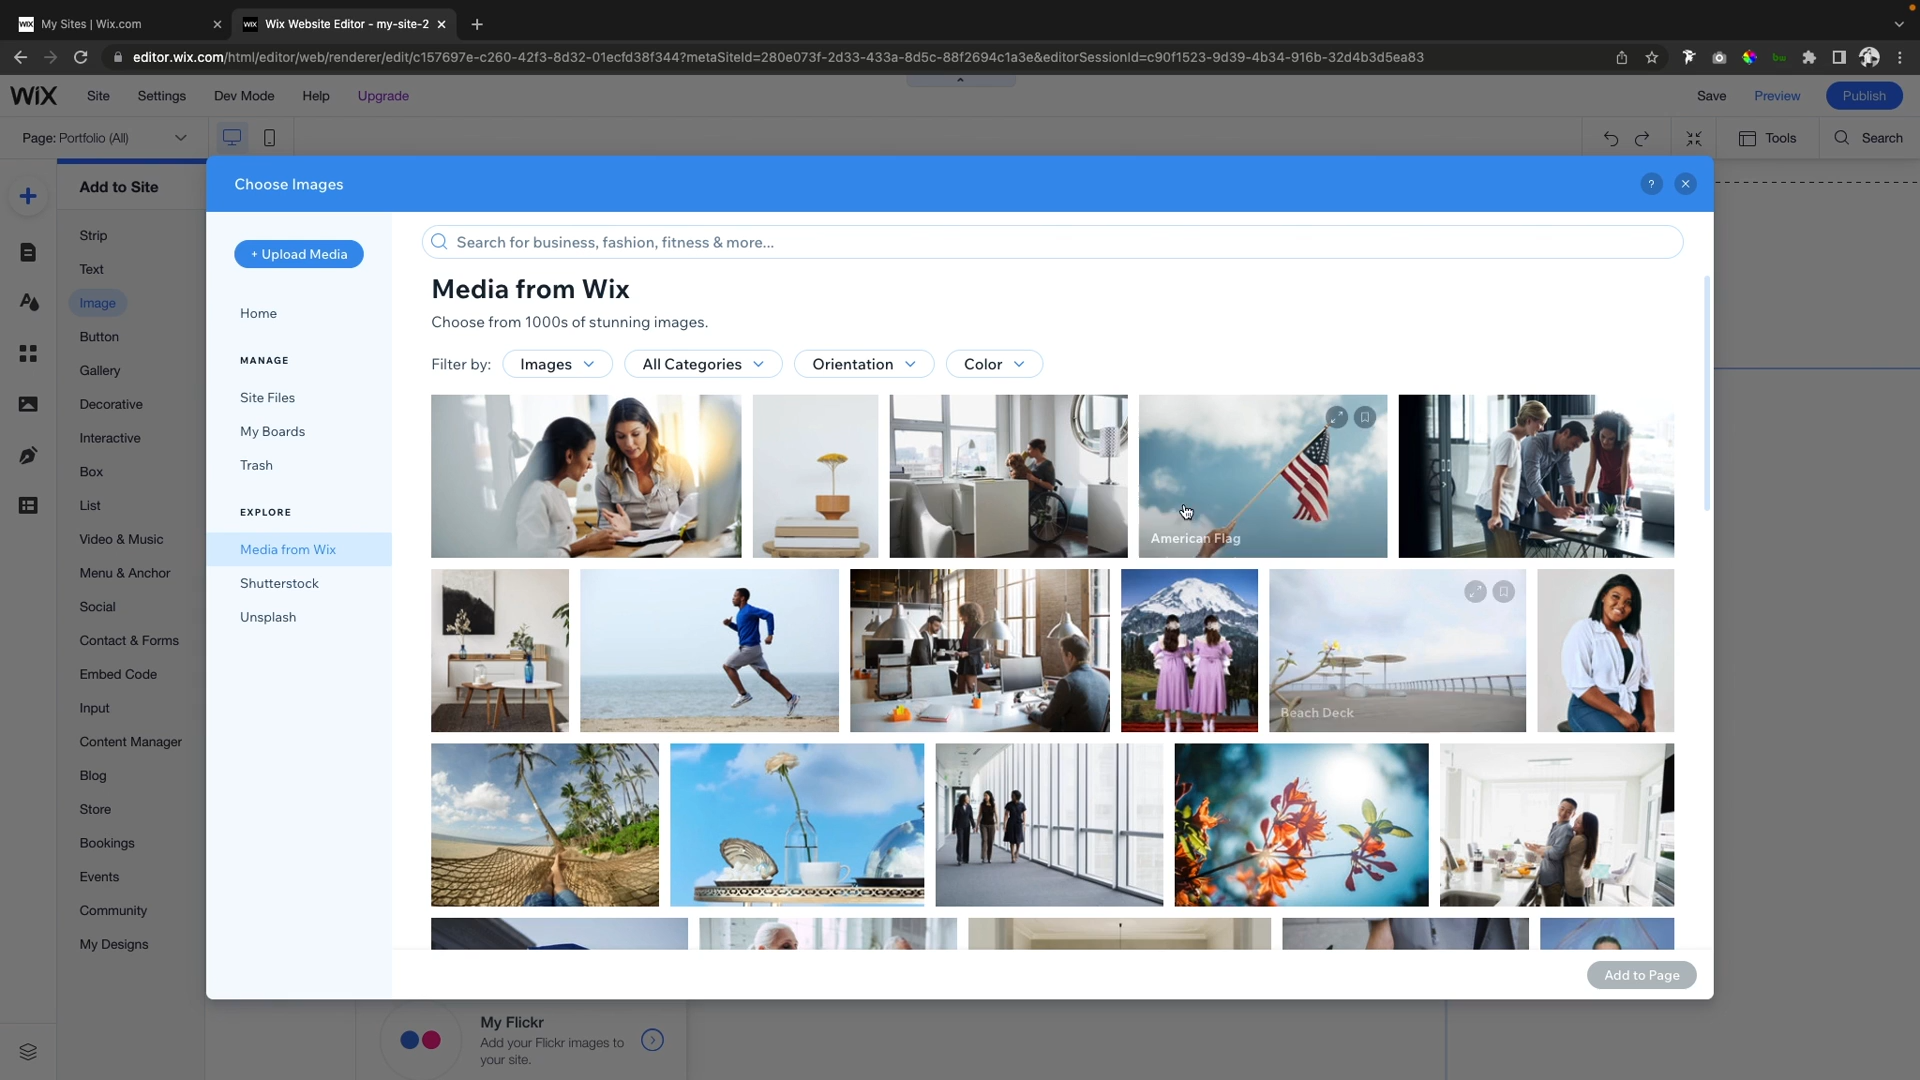 My Sites | Wix.com
Wix Website Editor - my-site-2
editor.wix.com/html/editor/web/renderer/edit/c157697e-c260-42f3-8d32-01ecfd38f344?metaSiteId=280e073f-2d33-433a-8d5c-88f2694c1a3e&editorSessionId=c90f1523-9d39-4b34-916b-32d4b3d5ea83
WiX
Site
Settings
Dev Mode
Help
Upgrade
Save
Preview
Publish
Page: Portfolio (All)
Tools
Search
Add to Site
Strip
Text
Image
Button
Gallery
Decorative
Interactive
Box
List
Video & Music
Menu & Anchor
Social
Contact & Forms
Embed Code
Input
Content Manager
Blog
Store
Bookings
Events
Community
My Designs
Choose Images
?
+ Upload Media
Home
MANAGE
Site Files
My Boards
Trash
EXPLORE
Media from Wix
Shutterstock
Unsplash
Search for business, fashion, fitness & more...
Media from Wix
Choose from 1000s of stunning images.
Filter by:
Images
All Categories
Orientation
Color
American Flag
Beach Deck
Add to Page
My Flickr
Add your Flickr images to
your site.